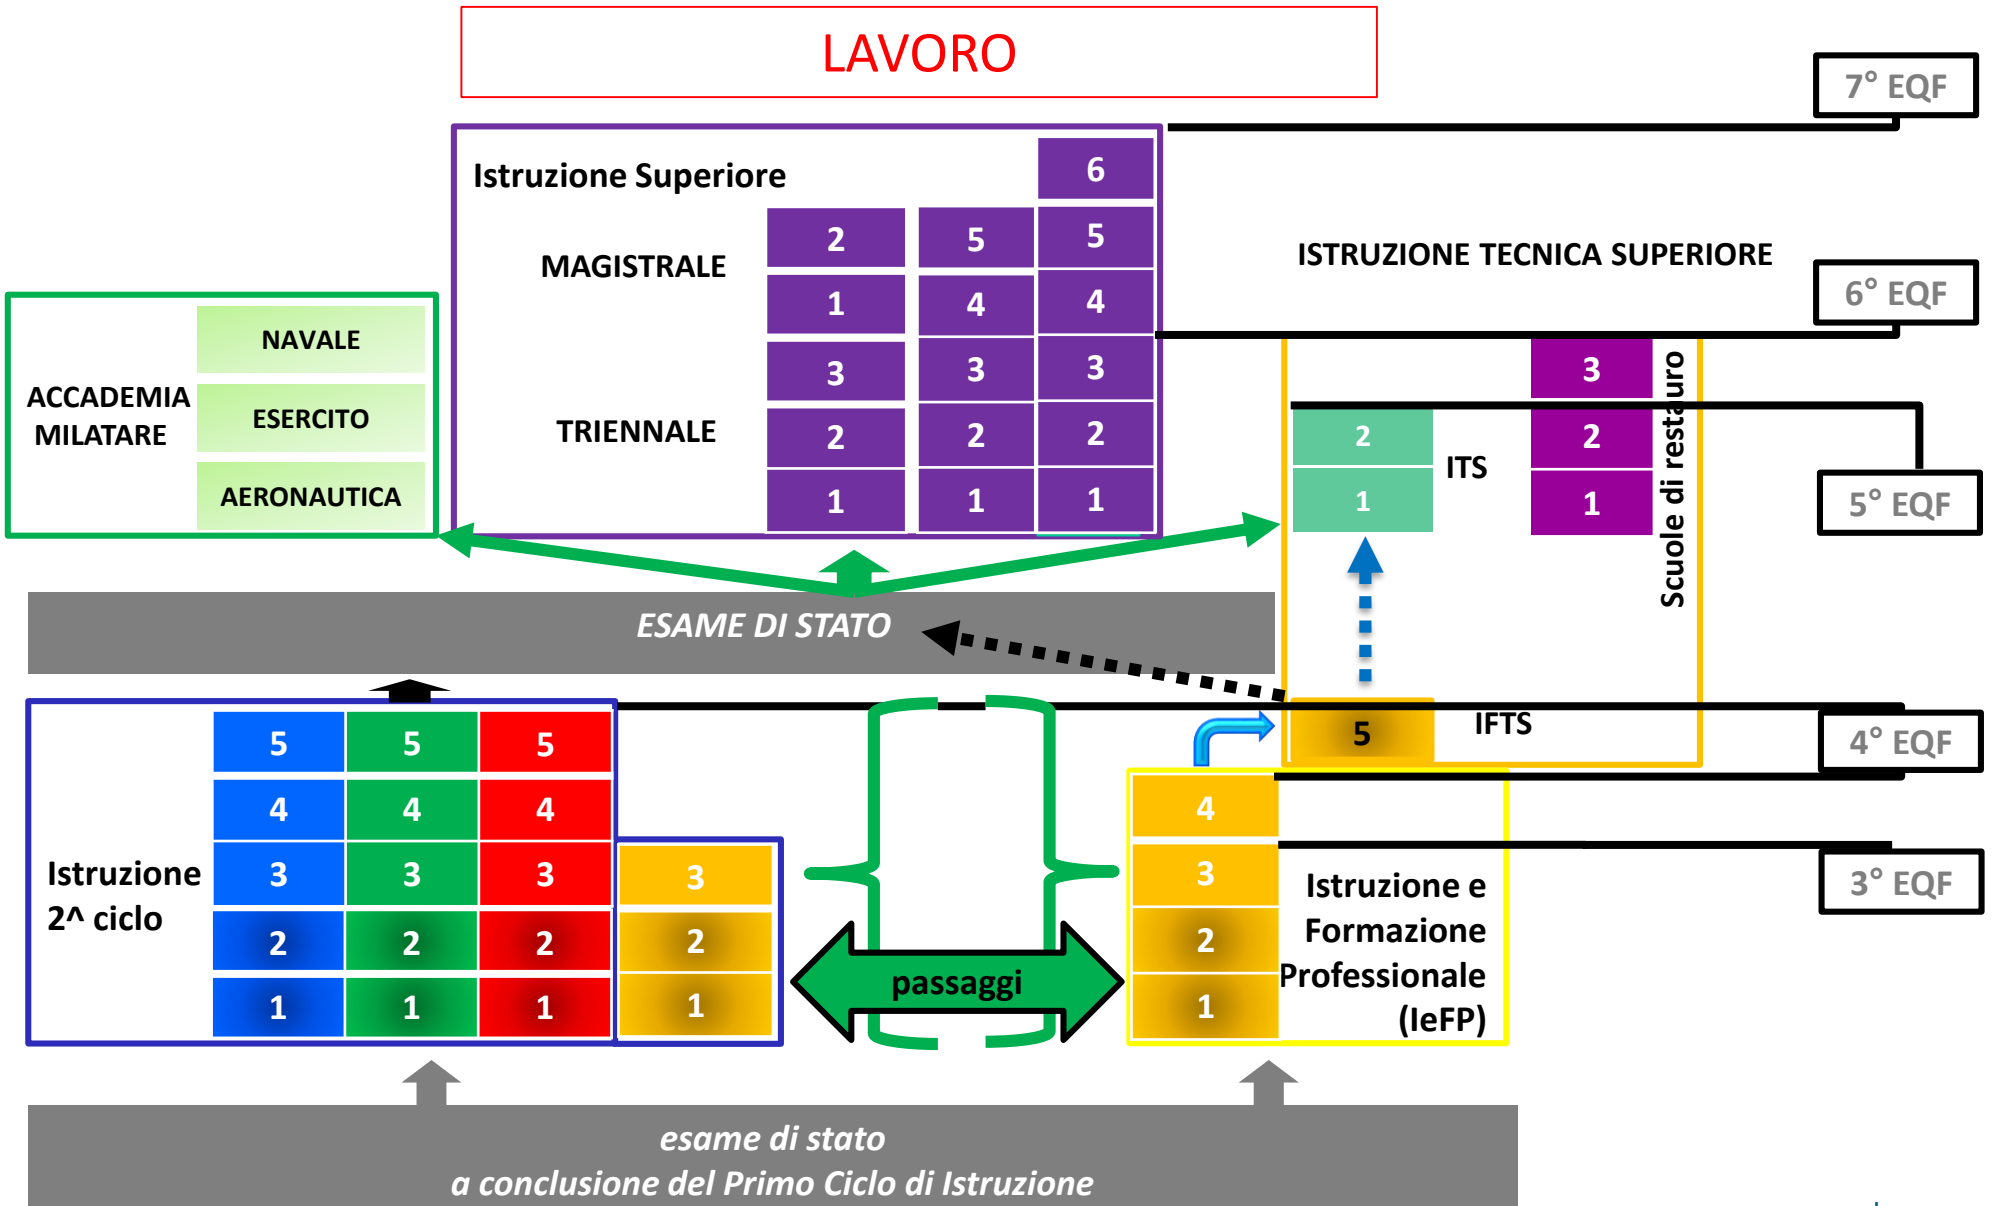 LAVORO
7° EQF
Istruzione Superiore
6
2
5
5
MAGISTRALE
1
4
4
3
3
3
TRIENNALE
2
2
2
1
1
1
ISTRUZIONE TECNICA SUPERIORE
6° EQF
NAVALE
ACCADEMIA
MILATARE
ESERCITO
AERONAUTICA
3
2
1
Scuole di restauro
2
1
ITS
5° EQF
ESAME DI STATO
5
IFTS
4° EQF
5
5
5
4
4
4
3
3
3
2
2
2
1
1
1
Istruzione
2^ ciclo
3
2
1
passaggi
4
3
2
1
Istruzione e
Formazione
Professionale
(IeFP)
3° EQF
esame di stato
a conclusione del Primo Ciclo di Istruzione